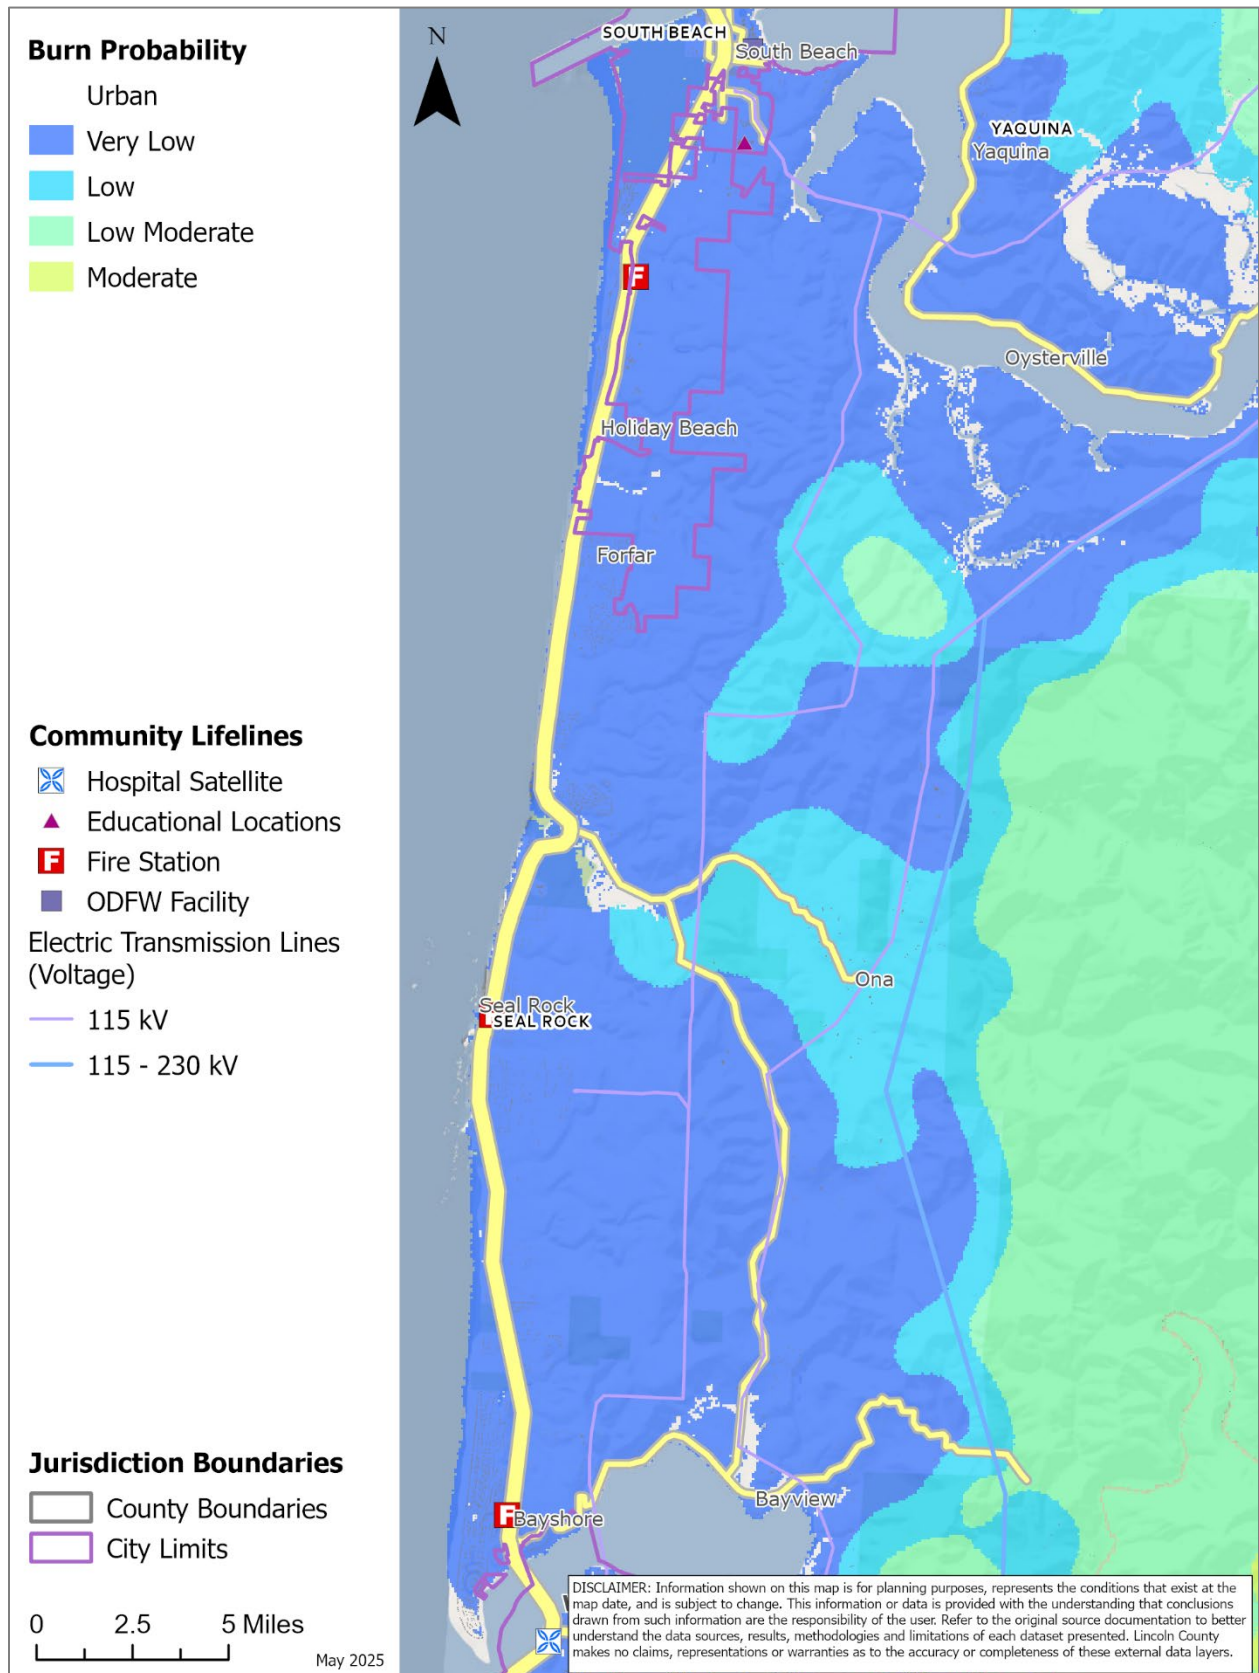 Burn Probability
Urban
Very Low
Low
Low Moderate
Moderate
Community Lifelines
Hospital Satellite
Educational Locations
F
Fire Station
ODFW Facility
Electric Transmission Lines
(Voltage)
115 kV
115 - 230 kV
Jurisdiction Boundaries
County Boundaries
City Limits
0 2.5 5 Miles
May 2025
N
SOUTH BEACH
South Beach
YAQUINA
Yaquina
F
Oysterville
Holiday Beach
Forfar
Ona
Seal Rock
SEAL ROCK
Bayview
F
Bayshore
DISCLAIMER: Information shown on this map is for planning purposes, represents the conditions that exist at the
map date, and is subject to change. This information or data is provided with the understanding that conclusions
drawn from such information are the responsibility of the user. Refer to the original source documentation to better
understand the data sources, results, methodologies and limitations of each dataset presented. Lincoln County
makes no claims, representations or warranties as to the accuracy or completeness of these external data layers.